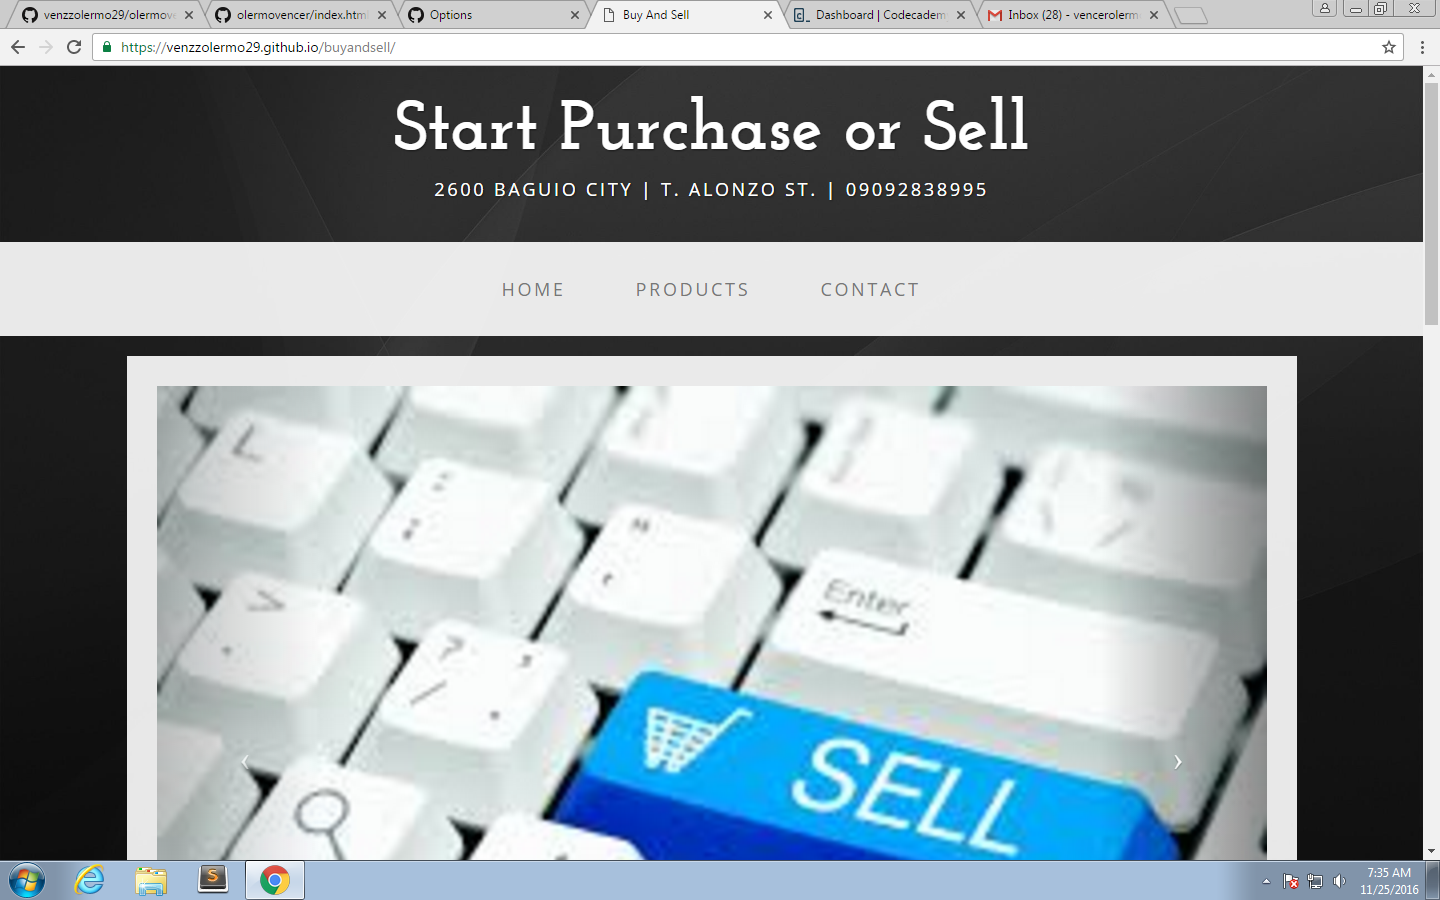 venzzolermo29/olermov
olermovencer/index.htm
Options
Buy And Sell
Dashboard | Codecadem
Inbox (28) - vencerolerm
https://venzzolermo29.github.io/buyandsell/
Start Purchase or Sell
2600 BAGUIO CITY | T. ALONZO ST. | 09092838995
HOME
PRODUCTS
CONTACT
L
Enter
SELL
7:35 AM
11/25/2016